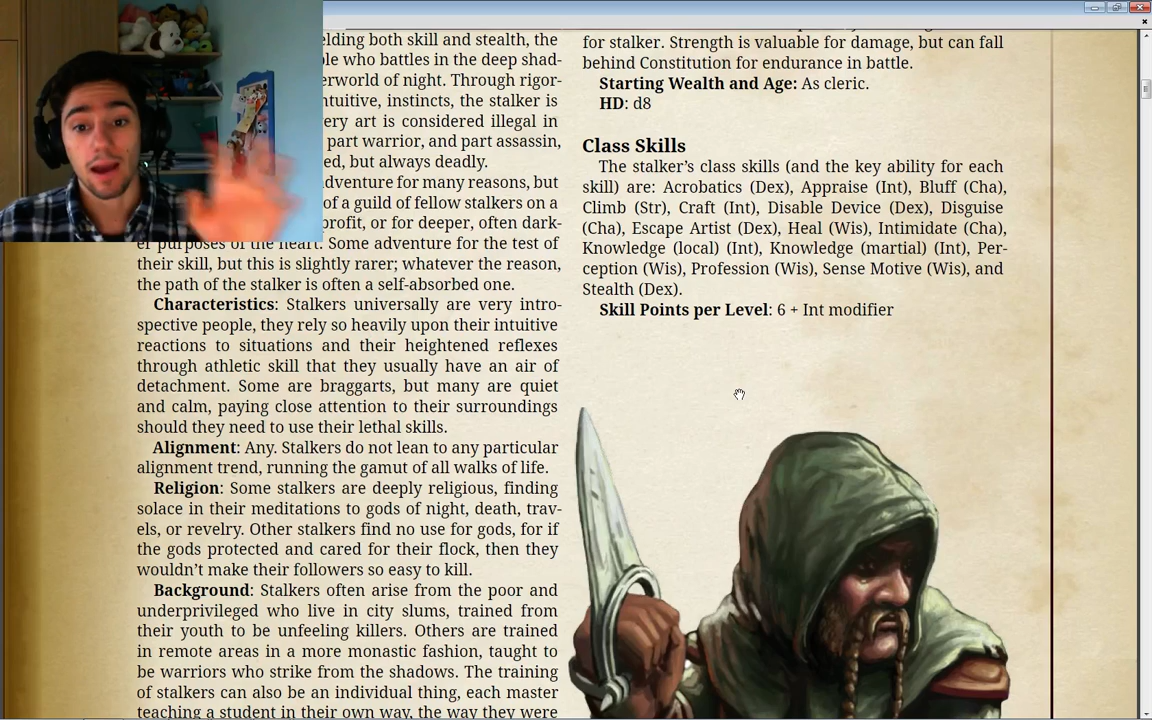 elding both skill and stealth, the
le who battles in the deep shad-
erworld of night. Through rigor-
ntuitive, instincts, the stalker is
ery art is considered illegal in
part warrior, and part assassin,
ed, but always deadly.
adventure for many reasons, but
of a guild of fellow stalkers on a
profit, or for deeper, often dark-
er purposes of the heart. Some adventure for the test of
their skill, but this is slightly rarer; whatever the reason,
the path of the stalker is often a self-absorbed one.
Characteristics: Stalkers universally are very intro-
spective people, they rely so heavily upon their intuitive
reactions to situations and their heightened reflexes
through athletic skill that they usually have an air of
detachment. Some are braggarts, but many are quiet
and calm, paying close attention to their surroundings
should they need to use their lethal skills.
Alignment: Any. Stalkers do not lean to any particular
alignment trend, running the gamut of all walks of life.
Religion: Some stalkers are deeply religious, finding
solace in their meditations to gods of night, death, trav-
els, or revelry. Other stalkers find no use for gods, for if
the gods protected and cared for their flock, then they
wouldn't make their followers so easy to kill.
Background: Stalkers often arise from the poor and
underprivileged who live in city slums, trained from
their youth to be unfeeling killers. Others are trained
in remote areas in a more monastic fashion, taught to
be warriors who strike from the shadows. The training
of stalkers can also be an individual thing, each master
teaching a student in their own way, the way they were
for stalker. Strength is valuable for damage, but can fall
behind Constitution for endurance in battle.
Starting Wealth and Age: As cleric.
HD: d8
Class Skills
The stalker's class skills (and the key ability for each
skill) are: Acrobatics (Dex), Appraise (Int), Bluff (Cha),
Climb (Str), Craft (Int), Disable Device (Dex), Disguise
(Cha), Escape Artist (Dex), Heal (Wis), Intimidate (Cha),
Knowledge (local) (Int), Knowledge (martial) (Int), Per-
ception (Wis), Profession (Wis), Sense Motive (Wis), and
Stealth (Dex).
Skill Points per Level: 6 + Int modifier